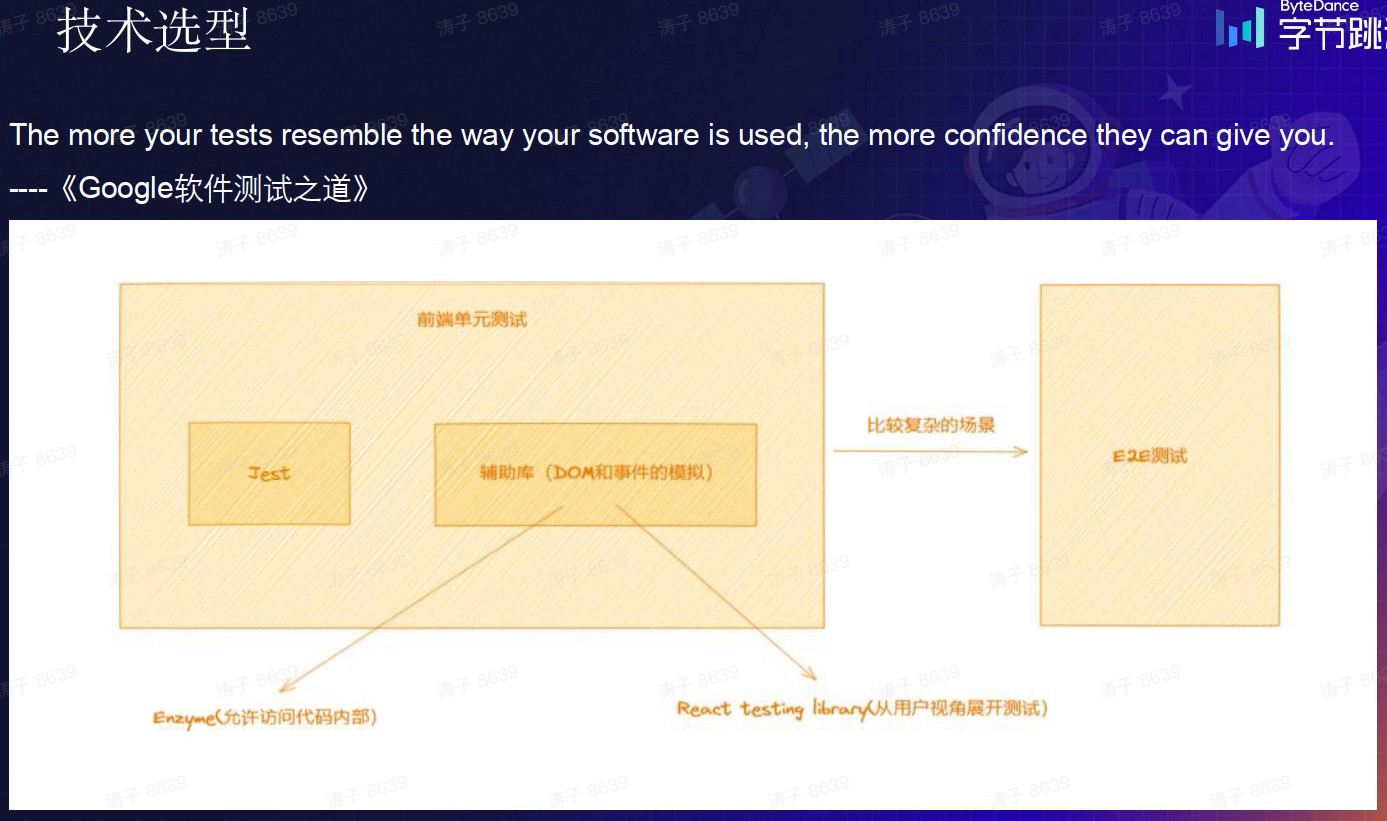 技术选型
ByteDance
字节跳
The more your tests resemble the way your software is used, the more confidence they can give you.
----《Google软件测试之道》
前端单元测试
Jest
辅助库（DOM和事件的模拟）
比较复杂的场景
E2E测试
Enzyme(允许访问代码内部)
React testing library(从用户视角展开测试)
涛子 8639